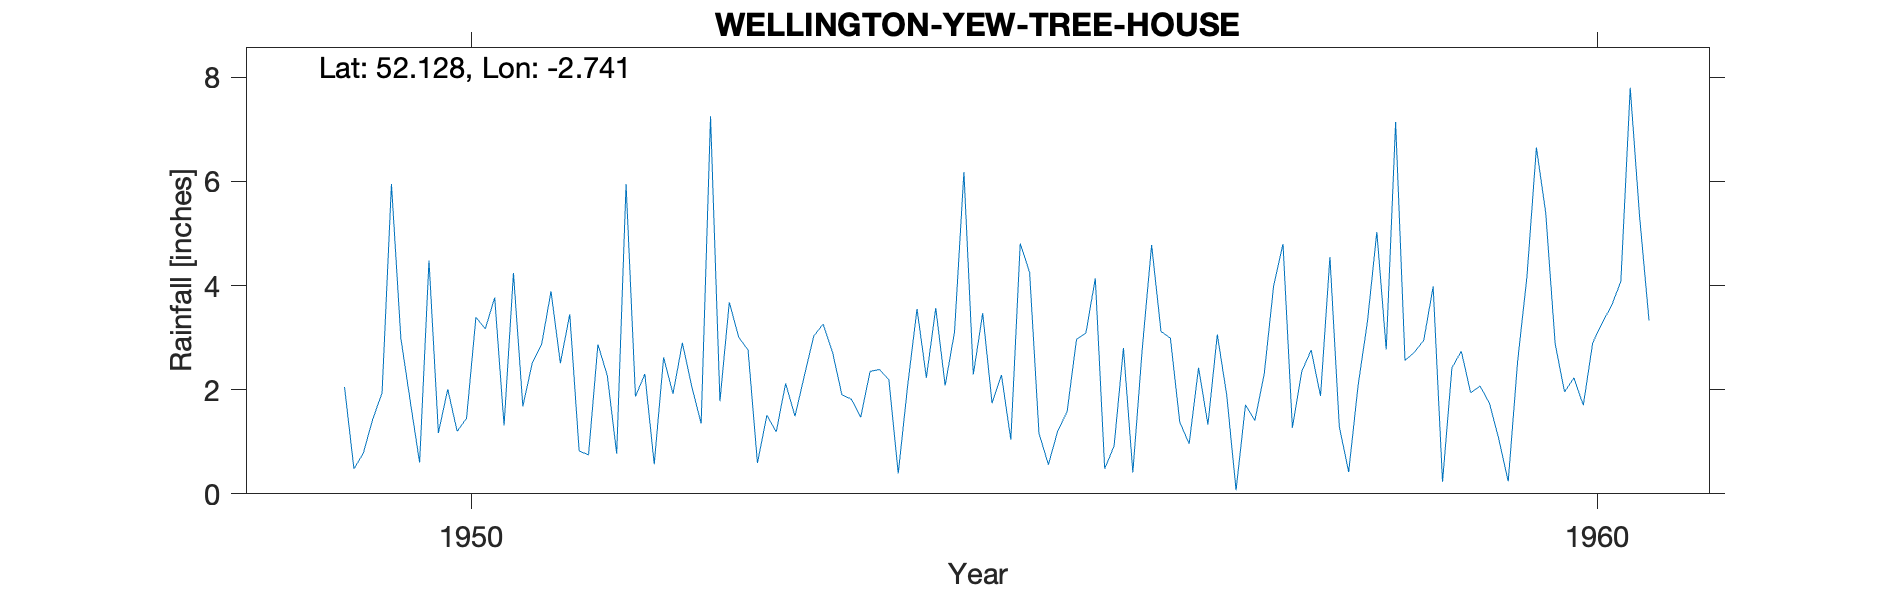 WELLINGTON-YEW-TREE-HOUSE
Lat: 52.128, Lon: -2.741
8
6
4
2
0
Rainfall [inches]
1950
1960
Year